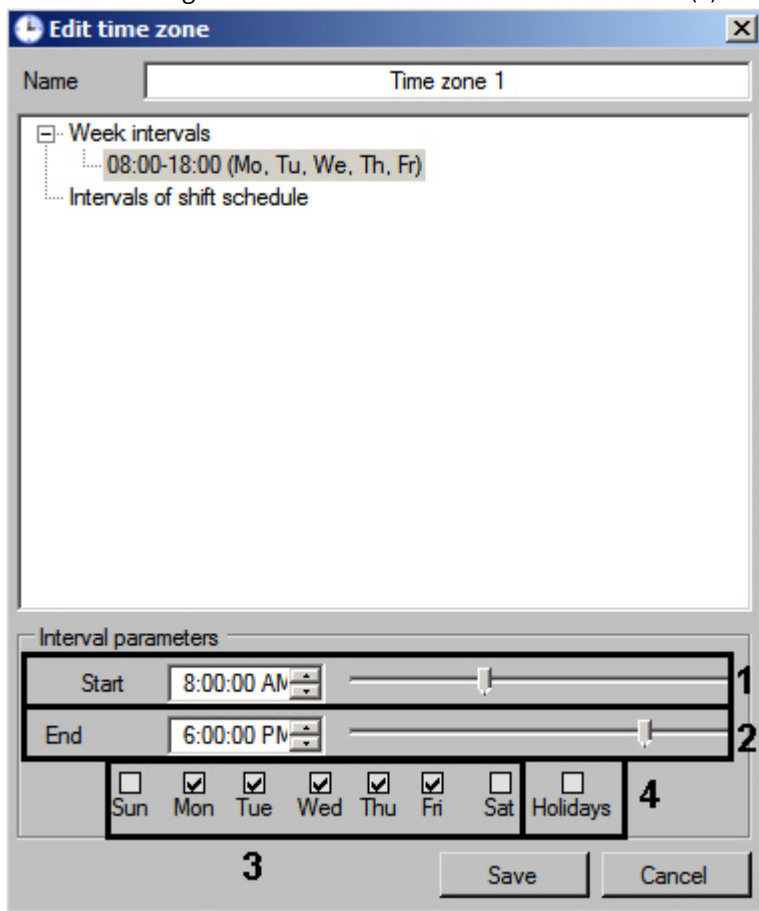 Edit time zone
Name Time zone 1
Week intervals
08:00-18:00 (Mo, Tu, We, Th, Fr)
Intervals of shift schedule
Interval parameters
Start 8:00:00 AM 1
End 6:00:00 PM 2
Sun Mon Tue Wed Thu Fri Sat Holidays 4
3
Save Cancel